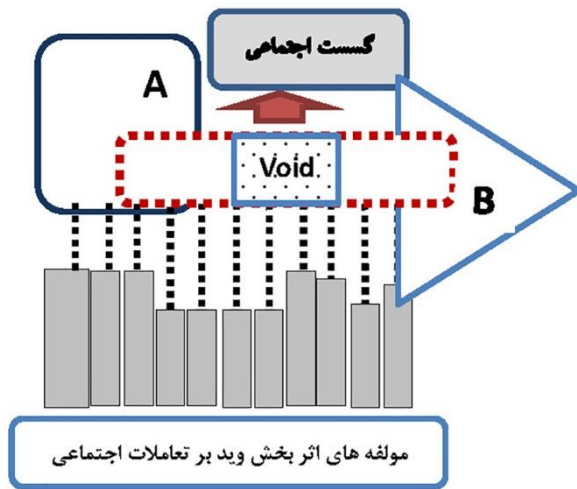 گسست اجتماعی
A
Void
B
مولفه های اثر بخش وید بر تعاملات اجتماعی